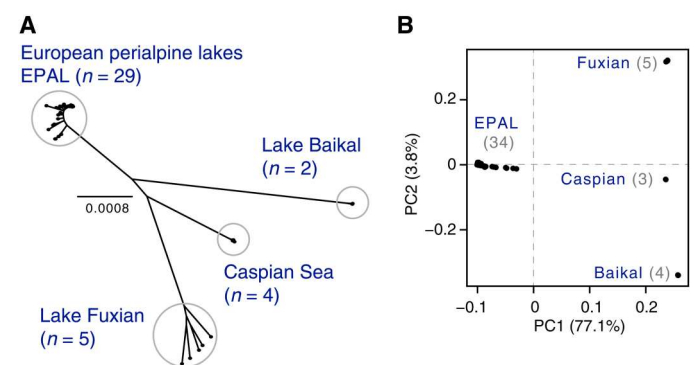 A
European perialpine lakes
EPAL (n = 29)
Lake Baikal
(n = 2)
0.0008
Caspian Sea
(n = 4)
Lake Fuxian
(n = 5)
B
PC2 (3.8%)
0.2
0
−0.2
Fuxian (5)
EPAL
(34)
Caspian (3)
Baikal (4)
−0.1
0
0.1
0.2
PC1 (77.1%)